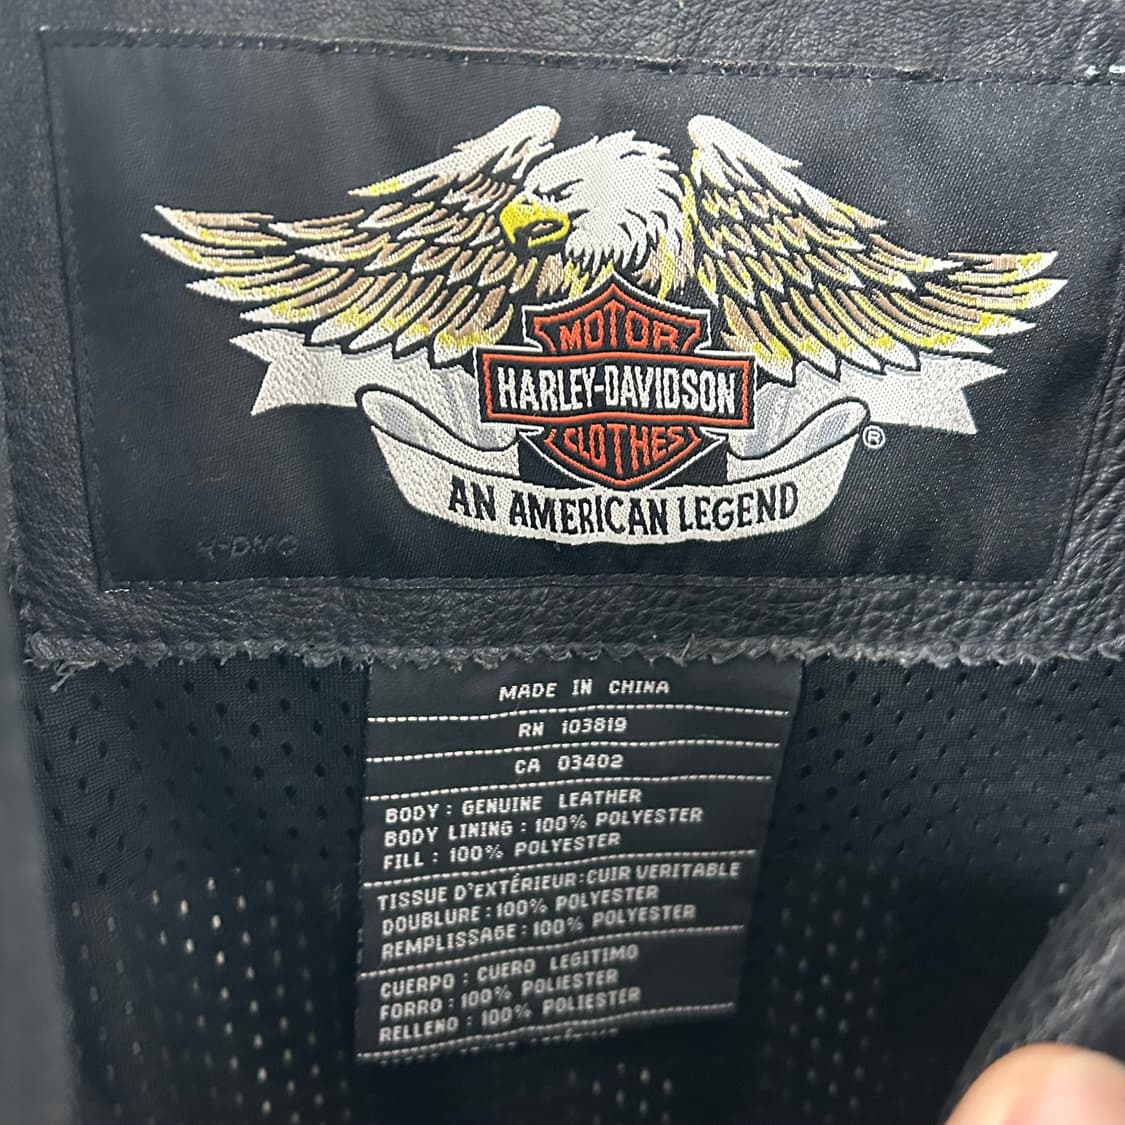 MOTOR
HARLEY-DAVIDSON
CLOTHES
®
AN AMERICAN LEGEND
MADE IN CHINA
RN 103819
CA 03402
BODY : GENUINE LEATHER
BODY LINING : 100% POLYESTER
FILL : 100% POLYESTER
TISSUE D'EXTÉRIEUR : CUIR VERITABLE
DOUBLURE : 100% POLYESTER
REMPLISSAGE : 100% POLYESTER
CUERPO : CUERO LEGITIMO
FORRO : 100% POLIESTER
RELLENO : 100% POLIESTER